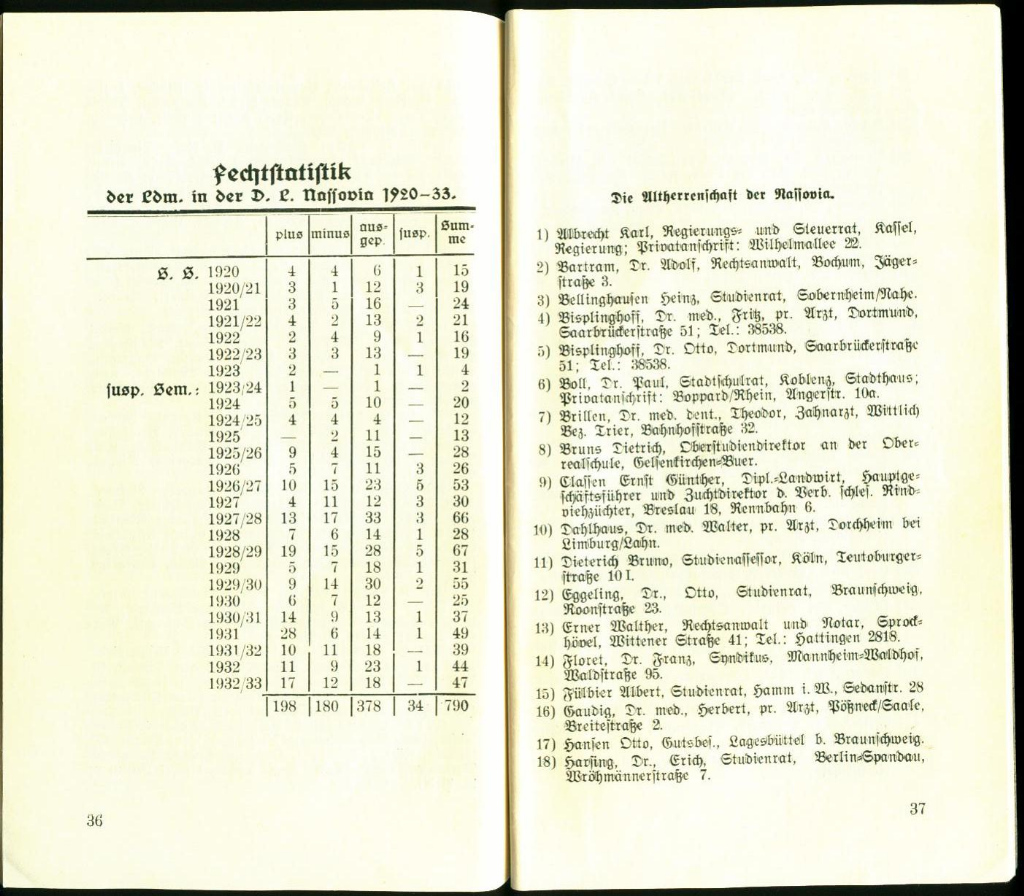 Fechtstatistik
der Ldm. in der D. L. Nassovia 1920–33.
plus minus aus-gep. susp. Sum-me
S. S. 1920 4 4 6 1 15
1920/21 3 1 12 3 19
1921 3 5 16 — 24
1921/22 4 2 13 2 21
1922 2 4 9 1 16
1922/23 3 3 13 — 19
1923 2 — 1 1 4
susp. Sem.: 1923/24 1 — 1 — 2
1924 5 5 10 — 20
1924/25 4 4 4 — 12
1925 — 2 11 — 13
1925/26 9 4 15 — 28
1926 5 7 11 3 26
1926/27 10 15 23 5 53
1927 4 11 12 3 30
1927/28 13 17 33 3 66
1928 7 6 14 1 28
1928/29 19 15 28 5 67
1929 5 7 18 1 31
1929/30 9 14 30 2 55
1930 6 7 12 — 25
1930/31 14 9 13 1 37
1931 28 6 14 1 49
1931/32 10 11 18 — 39
1932 11 9 23 1 44
1932/33 17 12 18 — 47
198 180 378 34 790
36
Die Altherrenschaft der Nassovia.
1) Albrecht Karl, Regierungs- und Steuerrat, Kassel,
Regierung; Privatanschrift: Wilhelmallee 22.
2) Bartram, Dr. Adolf, Rechtsanwalt, Bochum, Jäger-
straße 3.
3) Bellinghausen Heinz, Studienrat, Sobernheim/Nahe.
4) Bisplinghoff, Dr. med., Fritz, pr. Arzt, Dortmund,
Saarbrückerstraße 51; Tel.: 38538.
5) Bisplinghoff, Dr. Otto, Dortmund, Saarbrückerstraße
51; Tel.: 38538.
6) Boll, Dr. Paul, Stadtschulrat, Koblenz, Stadthaus;
Privatanschrift: Boppard/Rhein, Angerstr. 10a.
7) Brillen, Dr. med. dent., Theodor, Zahnarzt, Wittlich
Bez. Trier, Bahnhofstraße 32.
8) Bruns Dietrich, Oberstudiendirektor an der Ober-
realschule, Gelsenkirchen-Buer.
9) Classen Ernst Günther, Dipl.-Landwirt, Hauptge-
schäftsführer und Zuchtdirektor d. Verb. schles. Rind-
viehzüchter, Breslau 18, Rennbahn 6.
10) Dahlhaus, Dr. med. Walter, pr. Arzt, Dorchheim bei
Limburg/Lahn.
11) Dieterich Bruno, Studienassessor, Köln, Teutoburger-
straße 10 I.
12) Eggeling, Dr., Otto, Studienrat, Braunschweig,
Roonstraße 23.
13) Erner Walther, Rechtsanwalt und Notar, Sprock-
hövel, Wittener Straße 41; Tel.: Hattingen 2818.
14) Floret, Dr. Franz, Syndikus, Mannheim-Waldhof,
Waldstraße 95.
15) Fülbier Albert, Studienrat, Hamm i. W., Sedanstr. 28
16) Gaudig, Dr. med., Herbert, pr. Arzt, Pößneck/Saale,
Breitestraße 2.
17) Hansen Otto, Gutsbes., Lagesbüttel b. Braunschweig.
18) Harsing, Dr., Erich, Studienrat, Berlin-Spandau,
Wröhmännerstraße 7.
37